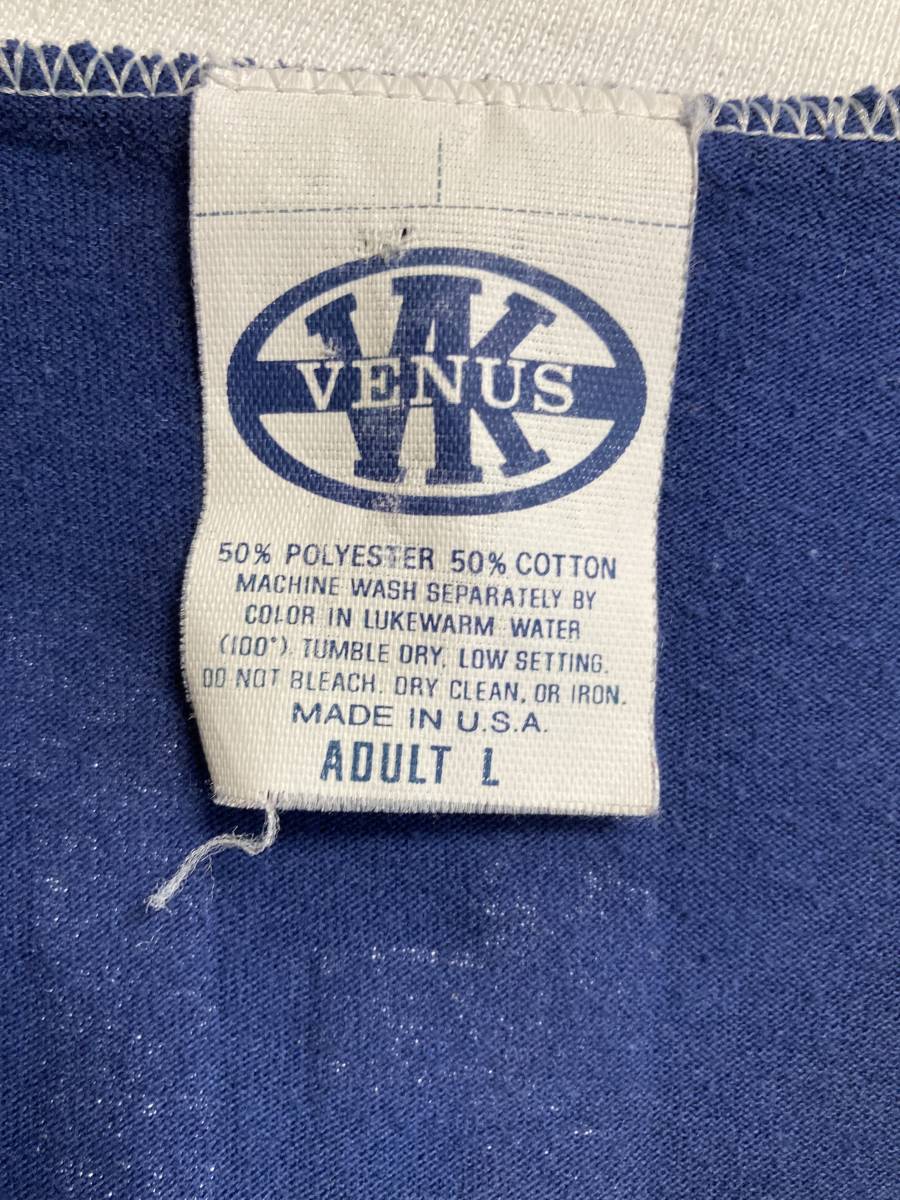 VK
VENUS
50% POLYESTER 50% COTTON
MACHINE WASH SEPARATELY BY
COLOR IN LUKEWARM WATER
(100°). TUMBLE DRY, LOW SETTING.
DO NOT BLEACH, DRY CLEAN, OR IRON.
MADE IN U.S.A.
ADULT L